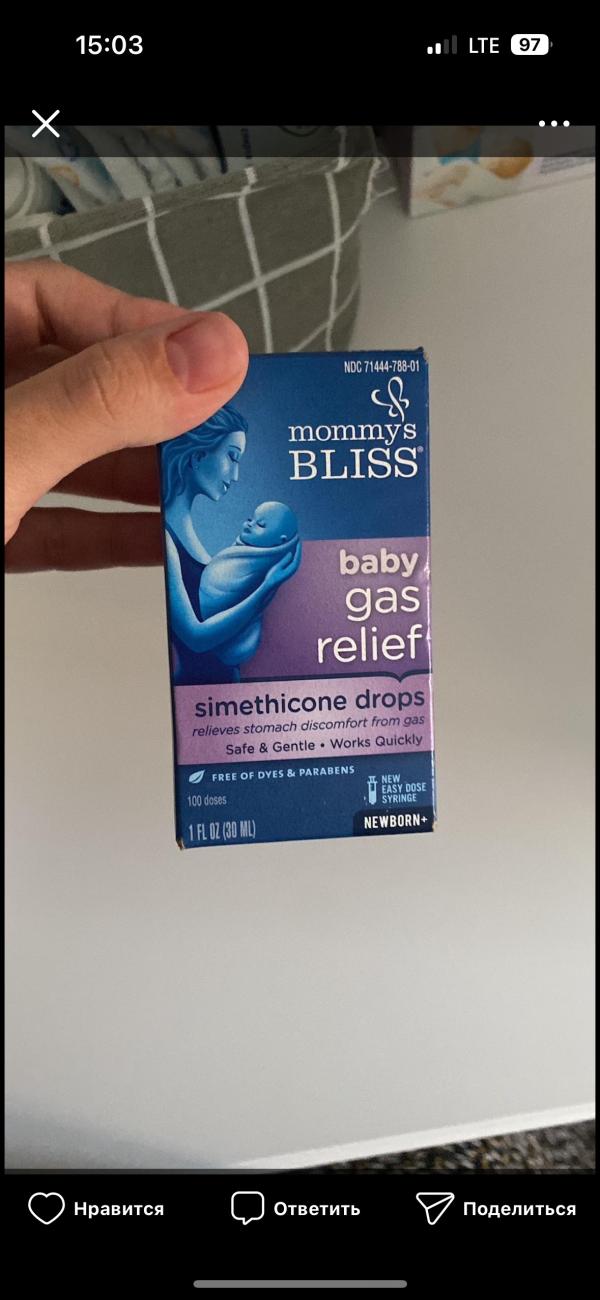 15:03
LTE 97
NDC 71444-788-01
mommy's
BLISS®
baby
gas
relief
simethicone drops
relieves stomach discomfort from gas
Safe & Gentle • Works Quickly
FREE OF DYES & PARABENS
100 doses
NEW
EASY DOSE
SYRINGE
1 FL OZ (30 ML)
NEWBORN+
Нравится
Ответить
Поделиться